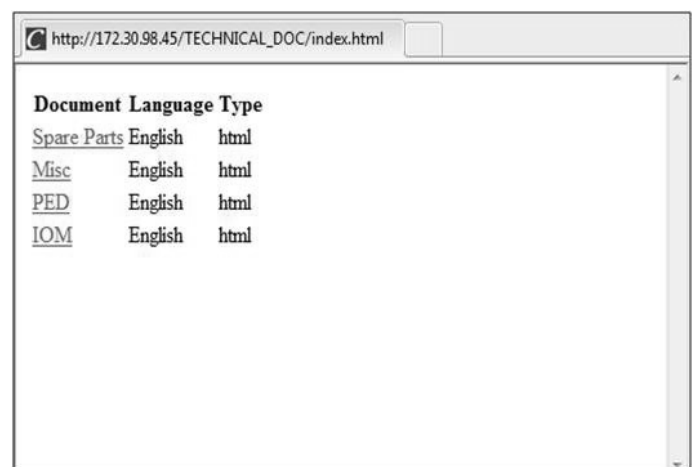 http://172.30.98.45/TECHNICAL_DOC/index.html
Document Language Type
Spare Parts English html
Misc English html
PED English html
IOM English html